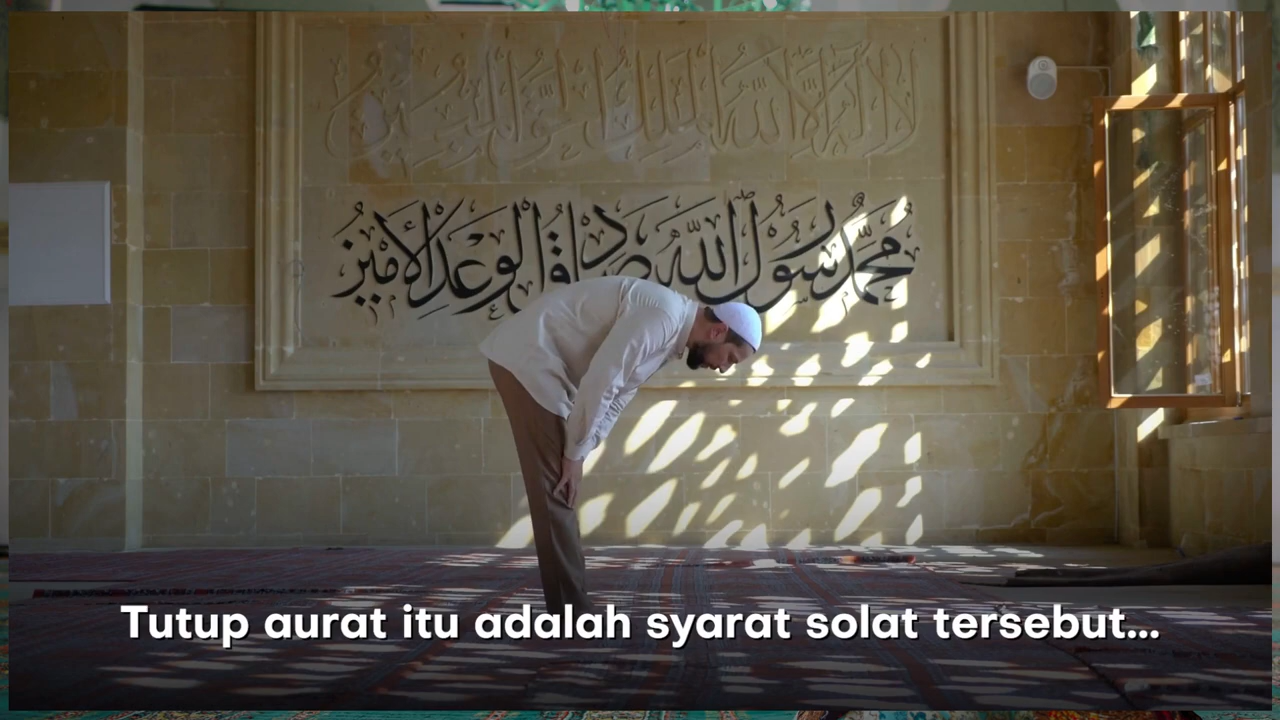 لا إله إلا الله الملك الحق المبين
محمد رسول الله صادق الوعد الأمين
Tutup aurat itu adalah syarat solat tersebut...